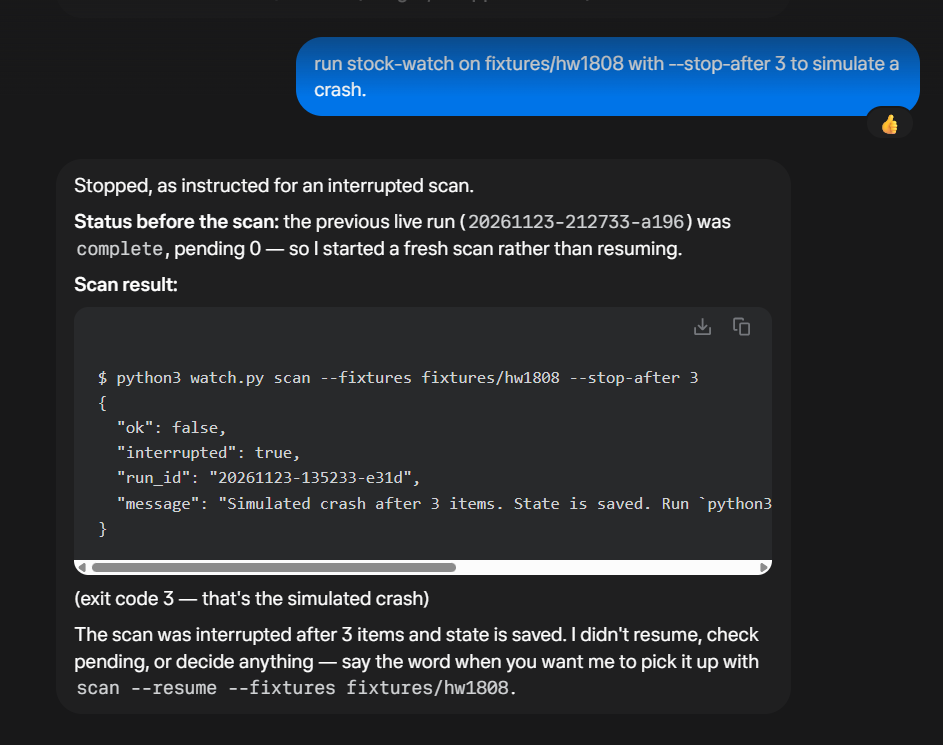 run stock-watch on fixtures/hw1808 with --stop-after 3 to simulate a
crash.
Stopped, as instructed for an interrupted scan.
Status before the scan: the previous live run (20261123-212733-a196) was
complete, pending 0 — so I started a fresh scan rather than resuming.
Scan result:
$ python3 watch.py scan --fixtures fixtures/hw1808 --stop-after 3
{
"ok": false,
"interrupted": true,
"run_id": "20261123-135233-e31d",
"message": "Simulated crash after 3 items. State is saved. Run `python3
}
(exit code 3 — that's the simulated crash)
The scan was interrupted after 3 items and state is saved. I didn't resume, check
pending, or decide anything — say the word when you want me to pick it up with
scan --resume --fixtures fixtures/hw1808.